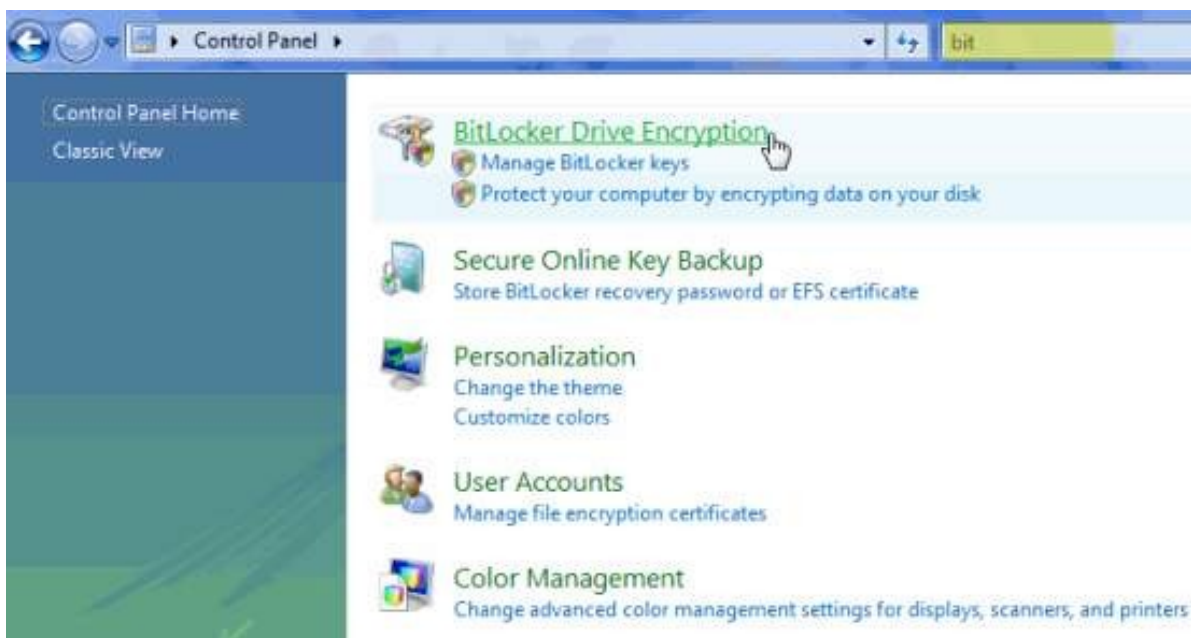 Control Panel
bit
Control Panel Home
Classic View
BitLocker Drive Encryption
Manage BitLocker keys
Protect your computer by encrypting data on your disk
Secure Online Key Backup
Store BitLocker recovery password or EFS certificate
Personalization
Change the theme
Customize colors
User Accounts
Manage file encryption certificates
Color Management
Change advanced color management settings for displays, scanners, and printers